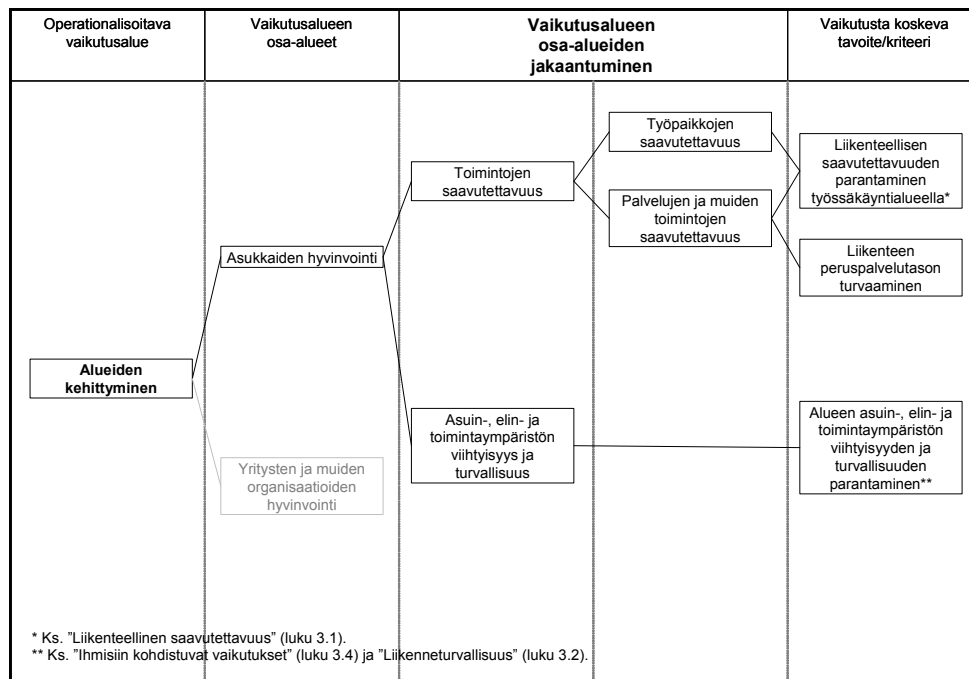 Operationalisoitava
vaikutusalue
Vaikutusalueen
osa-alueet
Vaikutusalueen
osa-alueiden
jakaantuminen
Vaikutusta koskeva
tavoite/kriteeri
Alueiden
kehittyminen
Asukkaiden hyvinvointi
Yritysten ja muiden
organisaatioiden
hyvinvointi
Toimintojen
saavutettavuus
Asuin-, elin- ja
toimintaympäristön
viihtyisyys ja
turvallisuus
Työpaikkojen
saavutettavuus
Palvelujen ja muiden
toimintojen
saavutettavuus
Liikenteellisen
saavutettavuuden
parantaminen
työssäkäyntialueella*
Liikenteen
peruspalvelutason
turvaaminen
Alueen asuin-, elin- ja
toimintaympäristön
viihtyisyyden ja
turvallisuuden
parantaminen**
* Ks. ”Liikenteellinen saavutettavuus” (luku 3.1).
** Ks. ”Ihmisiin kohdistuvat vaikutukset” (luku 3.4) ja ”Liikenneturvallisuus” (luku 3.2).